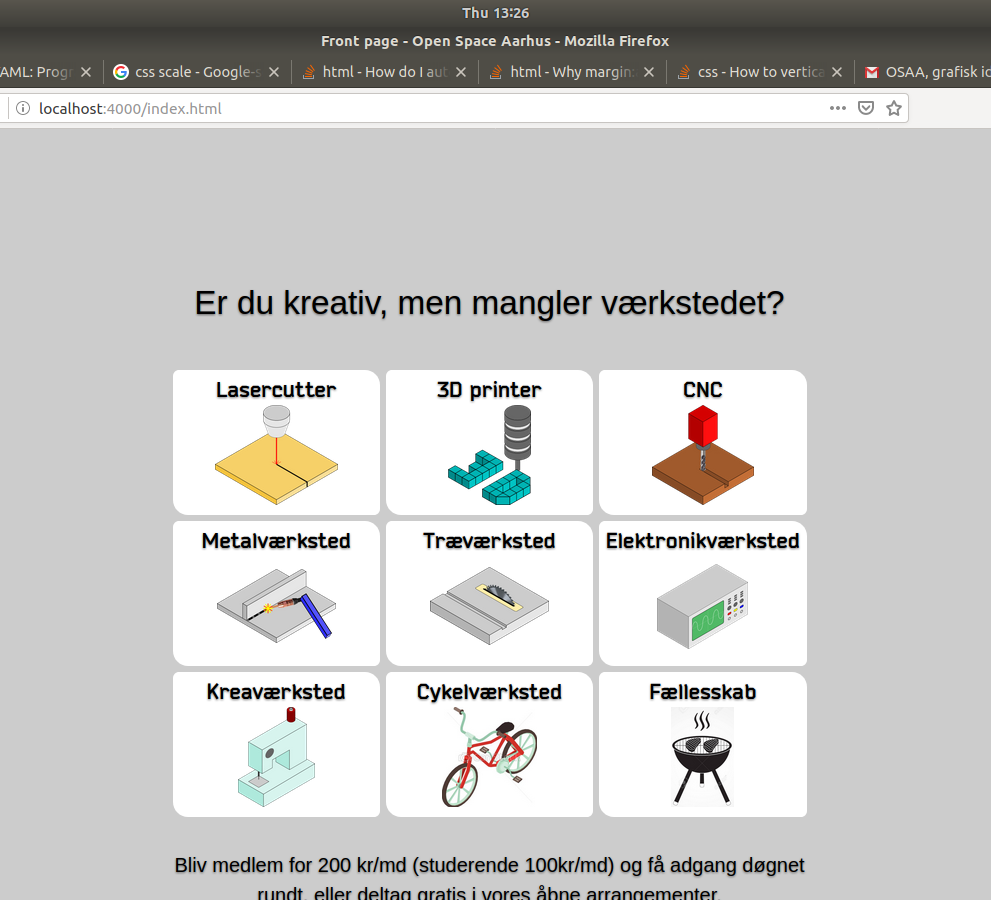 Thu 13:26
Front page - Open Space Aarhus - Mozilla Firefox
AML: Progr css scale - Google-s html - How do I aut html - Why margin: css - How to vertica OSAA, grafisk ic
localhost:4000/index.html
Er du kreativ, men mangler værkstedet?
Lasercutter 3D printer CNC
Metalværksted Træværksted Elektronikværksted
Kreaværksted Cykelværksted Fællesskab
Bliv medlem for 200 kr/md (studerende 100kr/md) og få adgang døgnet
rundt, eller deltag gratis i vores åbne arrangementer.